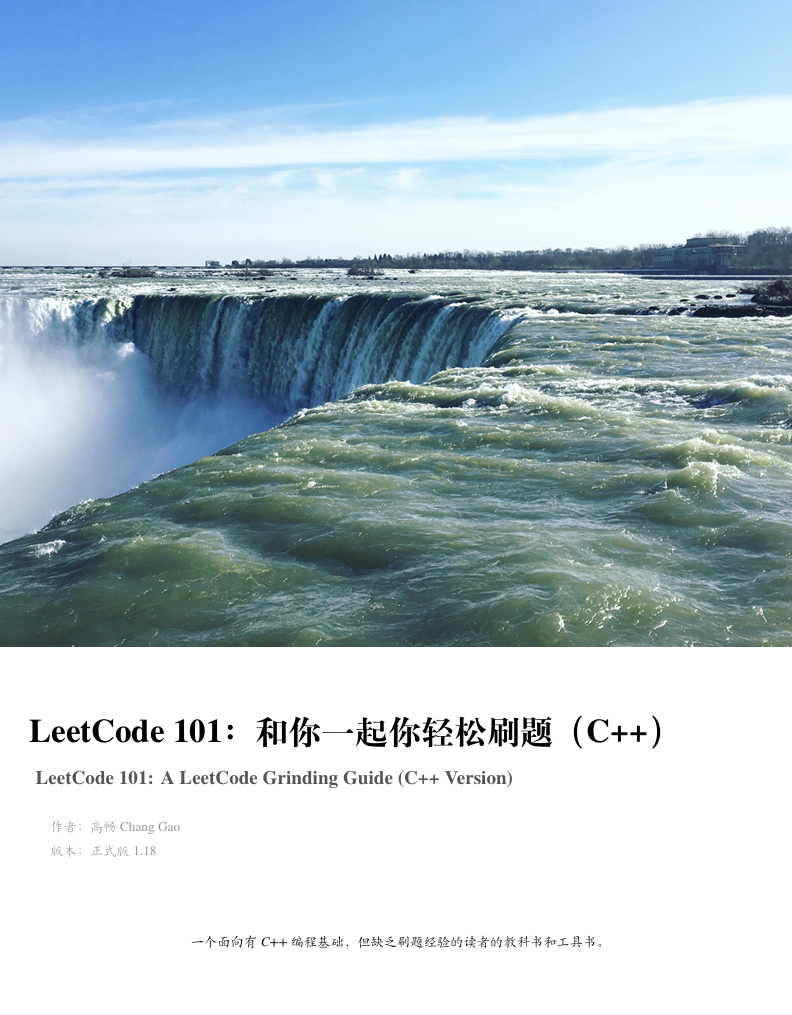 LeetCode 101：和你一起你轻松刷题（C++）
LeetCode 101: A LeetCode Grinding Guide (C++ Version)
作者：高畅 Chang Gao
版本：正式版 1.18
一个面向有 C++ 编程基础，但缺乏刷题经验的读者的教科书和工具书。